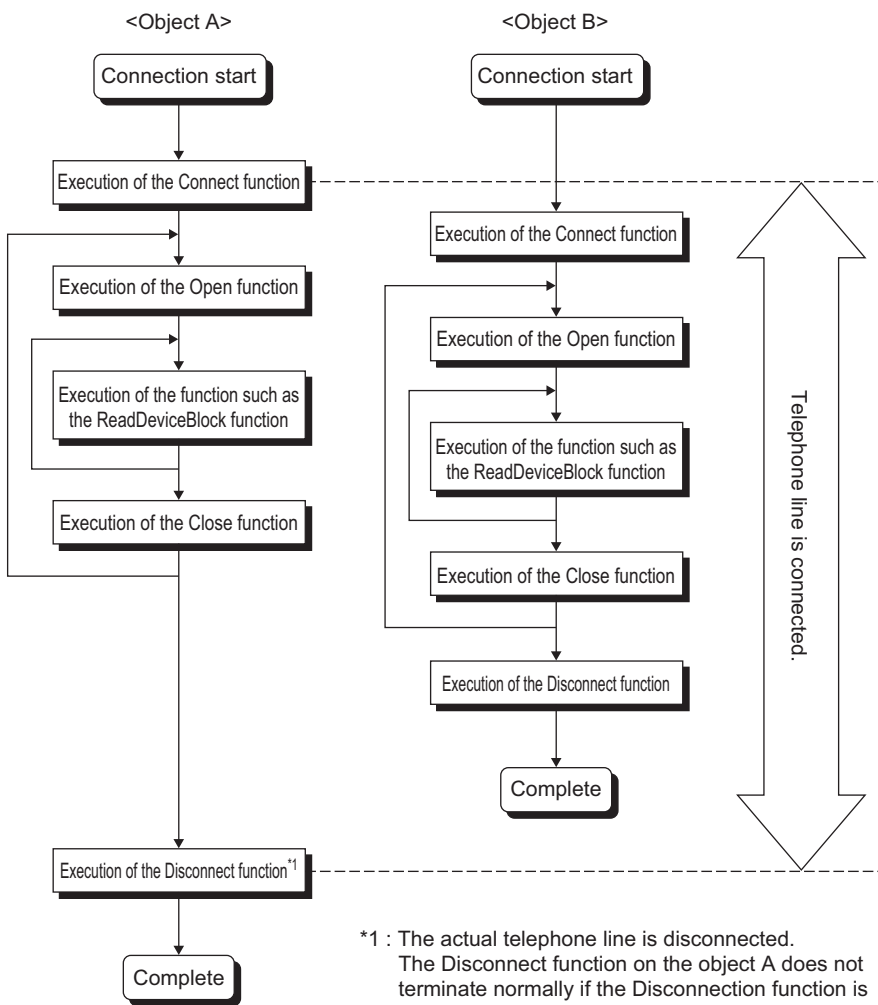 <Object A>
<Object B>
Connection start
Connection start
Execution of the Connect function
Execution of the Connect function
Execution of the Open function
Execution of the Open function
Execution of the function such as
the ReadDeviceBlock function
Execution of the function such as
the ReadDeviceBlock function
Execution of the Close function
Execution of the Close function
Execution of the Disconnect function
Complete
Telephone line is connected.
Execution of the Disconnect function*1
Complete
*1 : The actual telephone line is disconnected.
The Disconnect function on the object A does not
terminate normally if the Disconnection function is